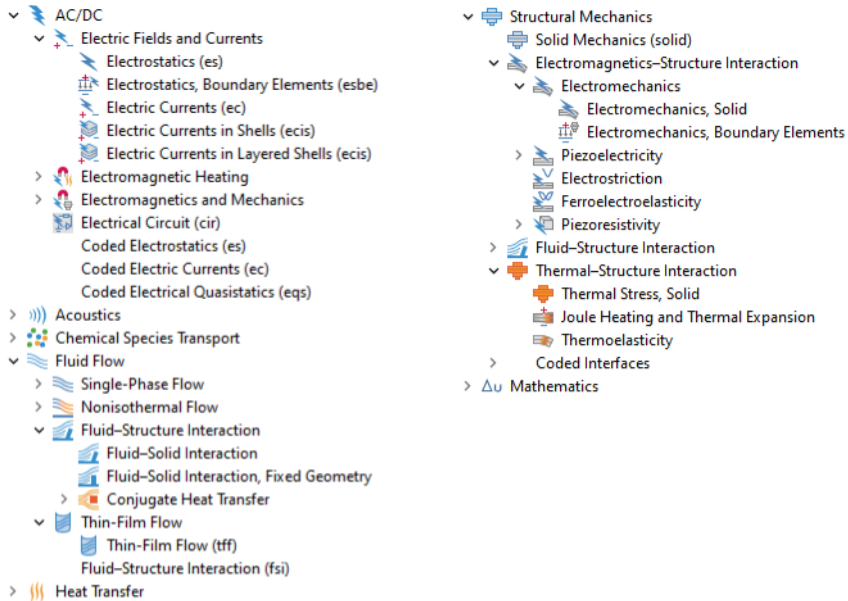 AC/DC
Electric Fields and Currents
Electrostatics (es)
Electrostatics, Boundary Elements (esbe)
Electric Currents (ec)
Electric Currents in Shells (ecis)
Electric Currents in Layered Shells (ecis)
Electromagnetic Heating
Electromagnetics and Mechanics
Electrical Circuit (cir)
Coded Electrostatics (es)
Coded Electric Currents (ec)
Coded Electrical Quasistatics (eqs)
Acoustics
Chemical Species Transport
Fluid Flow
Single-Phase Flow
Nonisothermal Flow
Fluid–Structure Interaction
Fluid–Solid Interaction
Fluid–Solid Interaction, Fixed Geometry
Conjugate Heat Transfer
Thin-Film Flow
Thin-Film Flow (tff)
Fluid–Structure Interaction (fsi)
Heat Transfer
Structural Mechanics
Solid Mechanics (solid)
Electromagnetics–Structure Interaction
Electromechanics
Electromechanics, Solid
Electromechanics, Boundary Elements
Piezoelectricity
Electrostriction
Ferroelectroelasticity
Piezoresistivity
Fluid–Structure Interaction
Thermal–Structure Interaction
Thermal Stress, Solid
Joule Heating and Thermal Expansion
Thermoelasticity
Coded Interfaces
Δu Mathematics